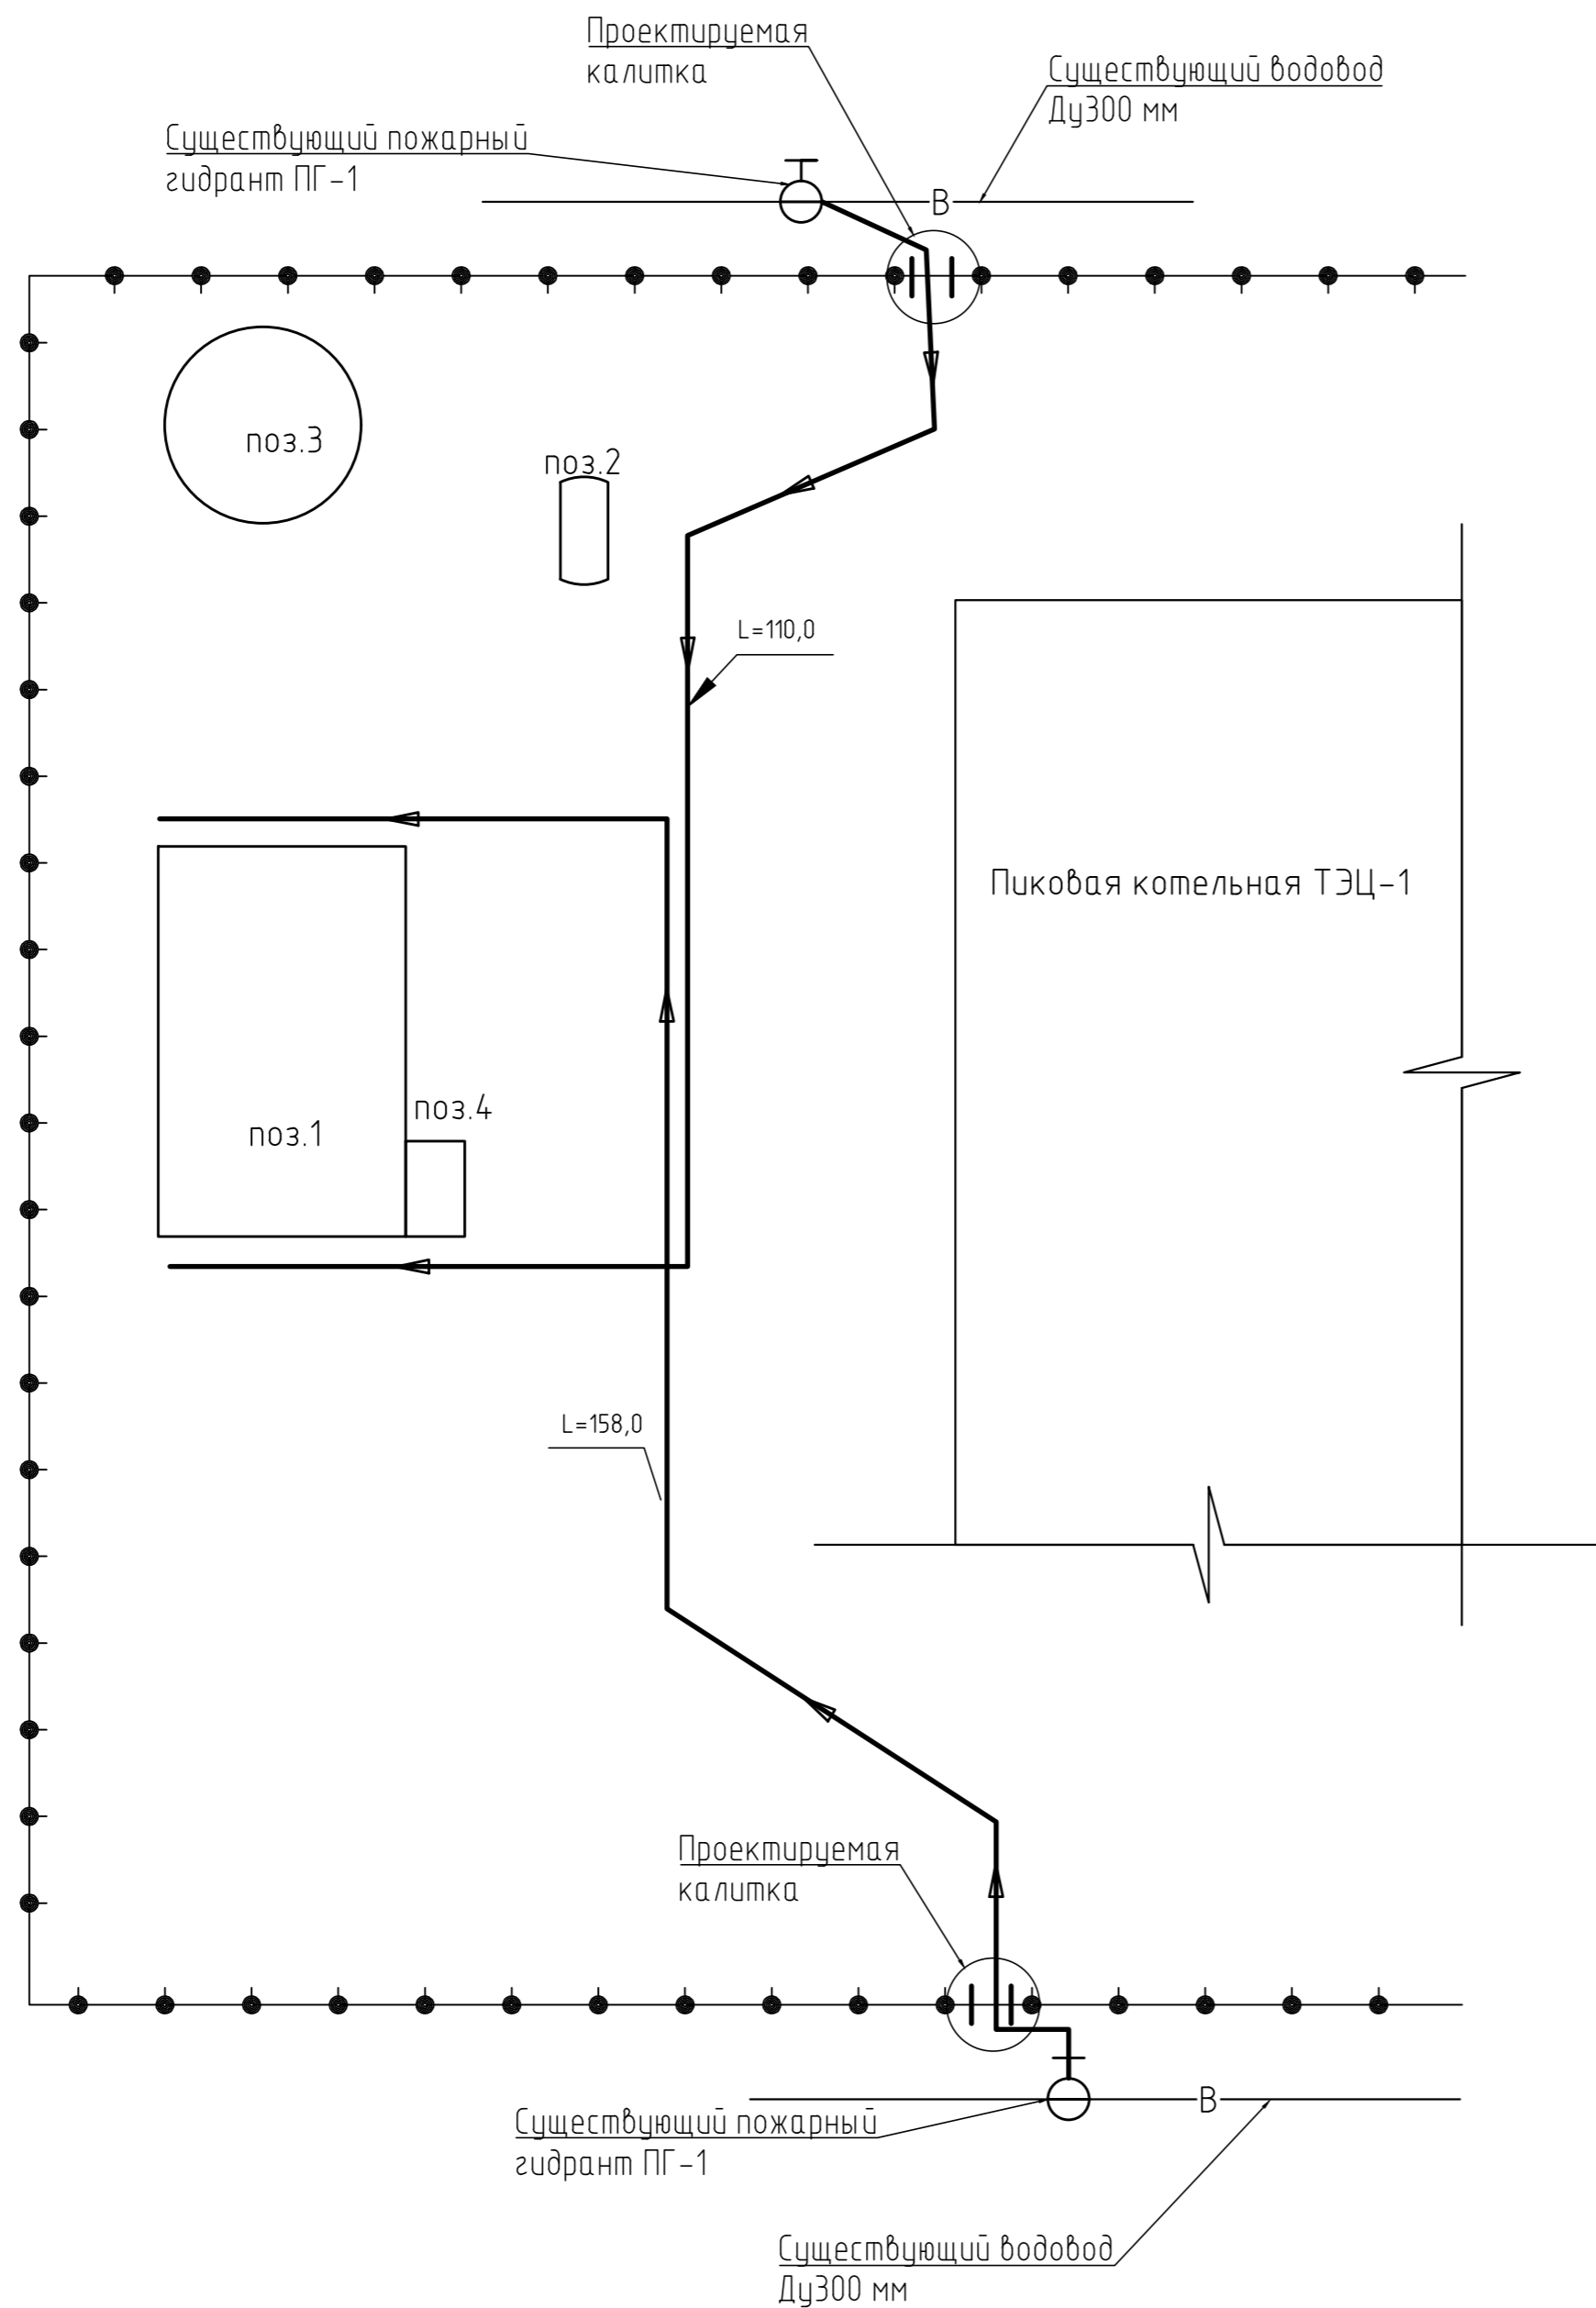 Проектируемая
калитка
Существующий водовод
Ду300 мм
Существующий пожарный
гидрант ПГ-1
В
поз.3
поз.2
L=110,0
Пиковая котельная ТЭЦ-1
поз.4
поз.1
L=158,0
Проектируемая
калитка
В
Существующий пожарный
гидрант ПГ-1
Существующий водовод
Ду300 мм